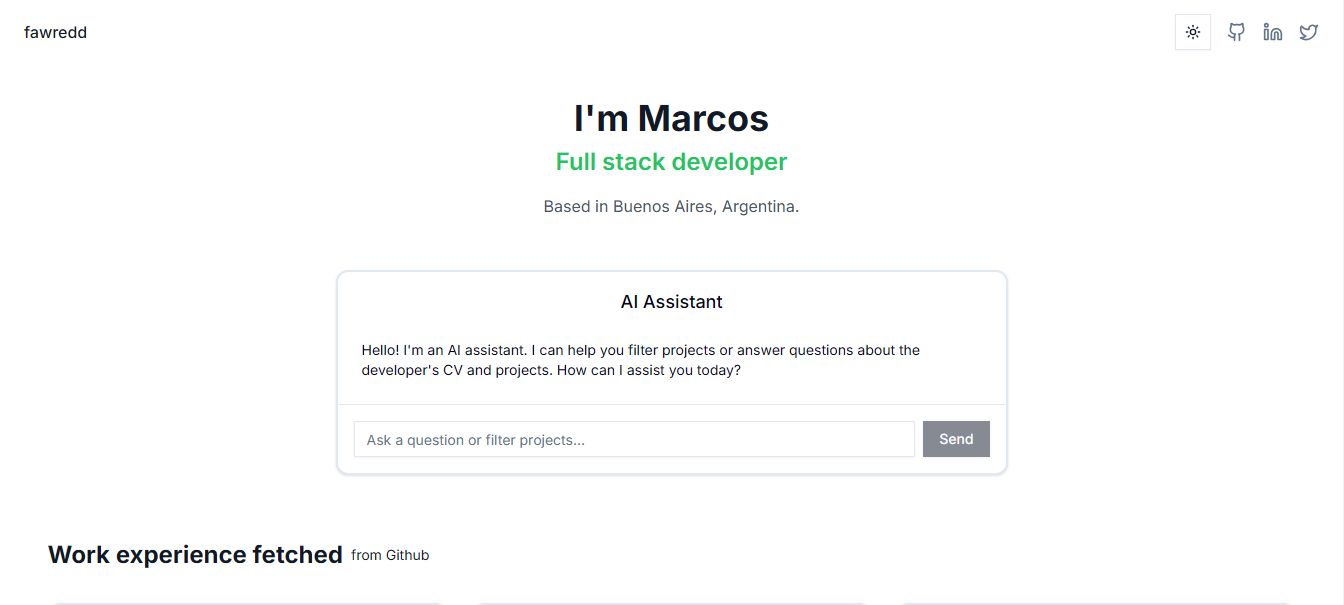 fawredd
I'm Marcos
Full stack developer
Based in Buenos Aires, Argentina.
AI Assistant
Hello! I'm an AI assistant. I can help you filter projects or answer questions about the
developer's CV and projects. How can I assist you today?
Ask a question or filter projects...
Send
Work experience fetched from Github